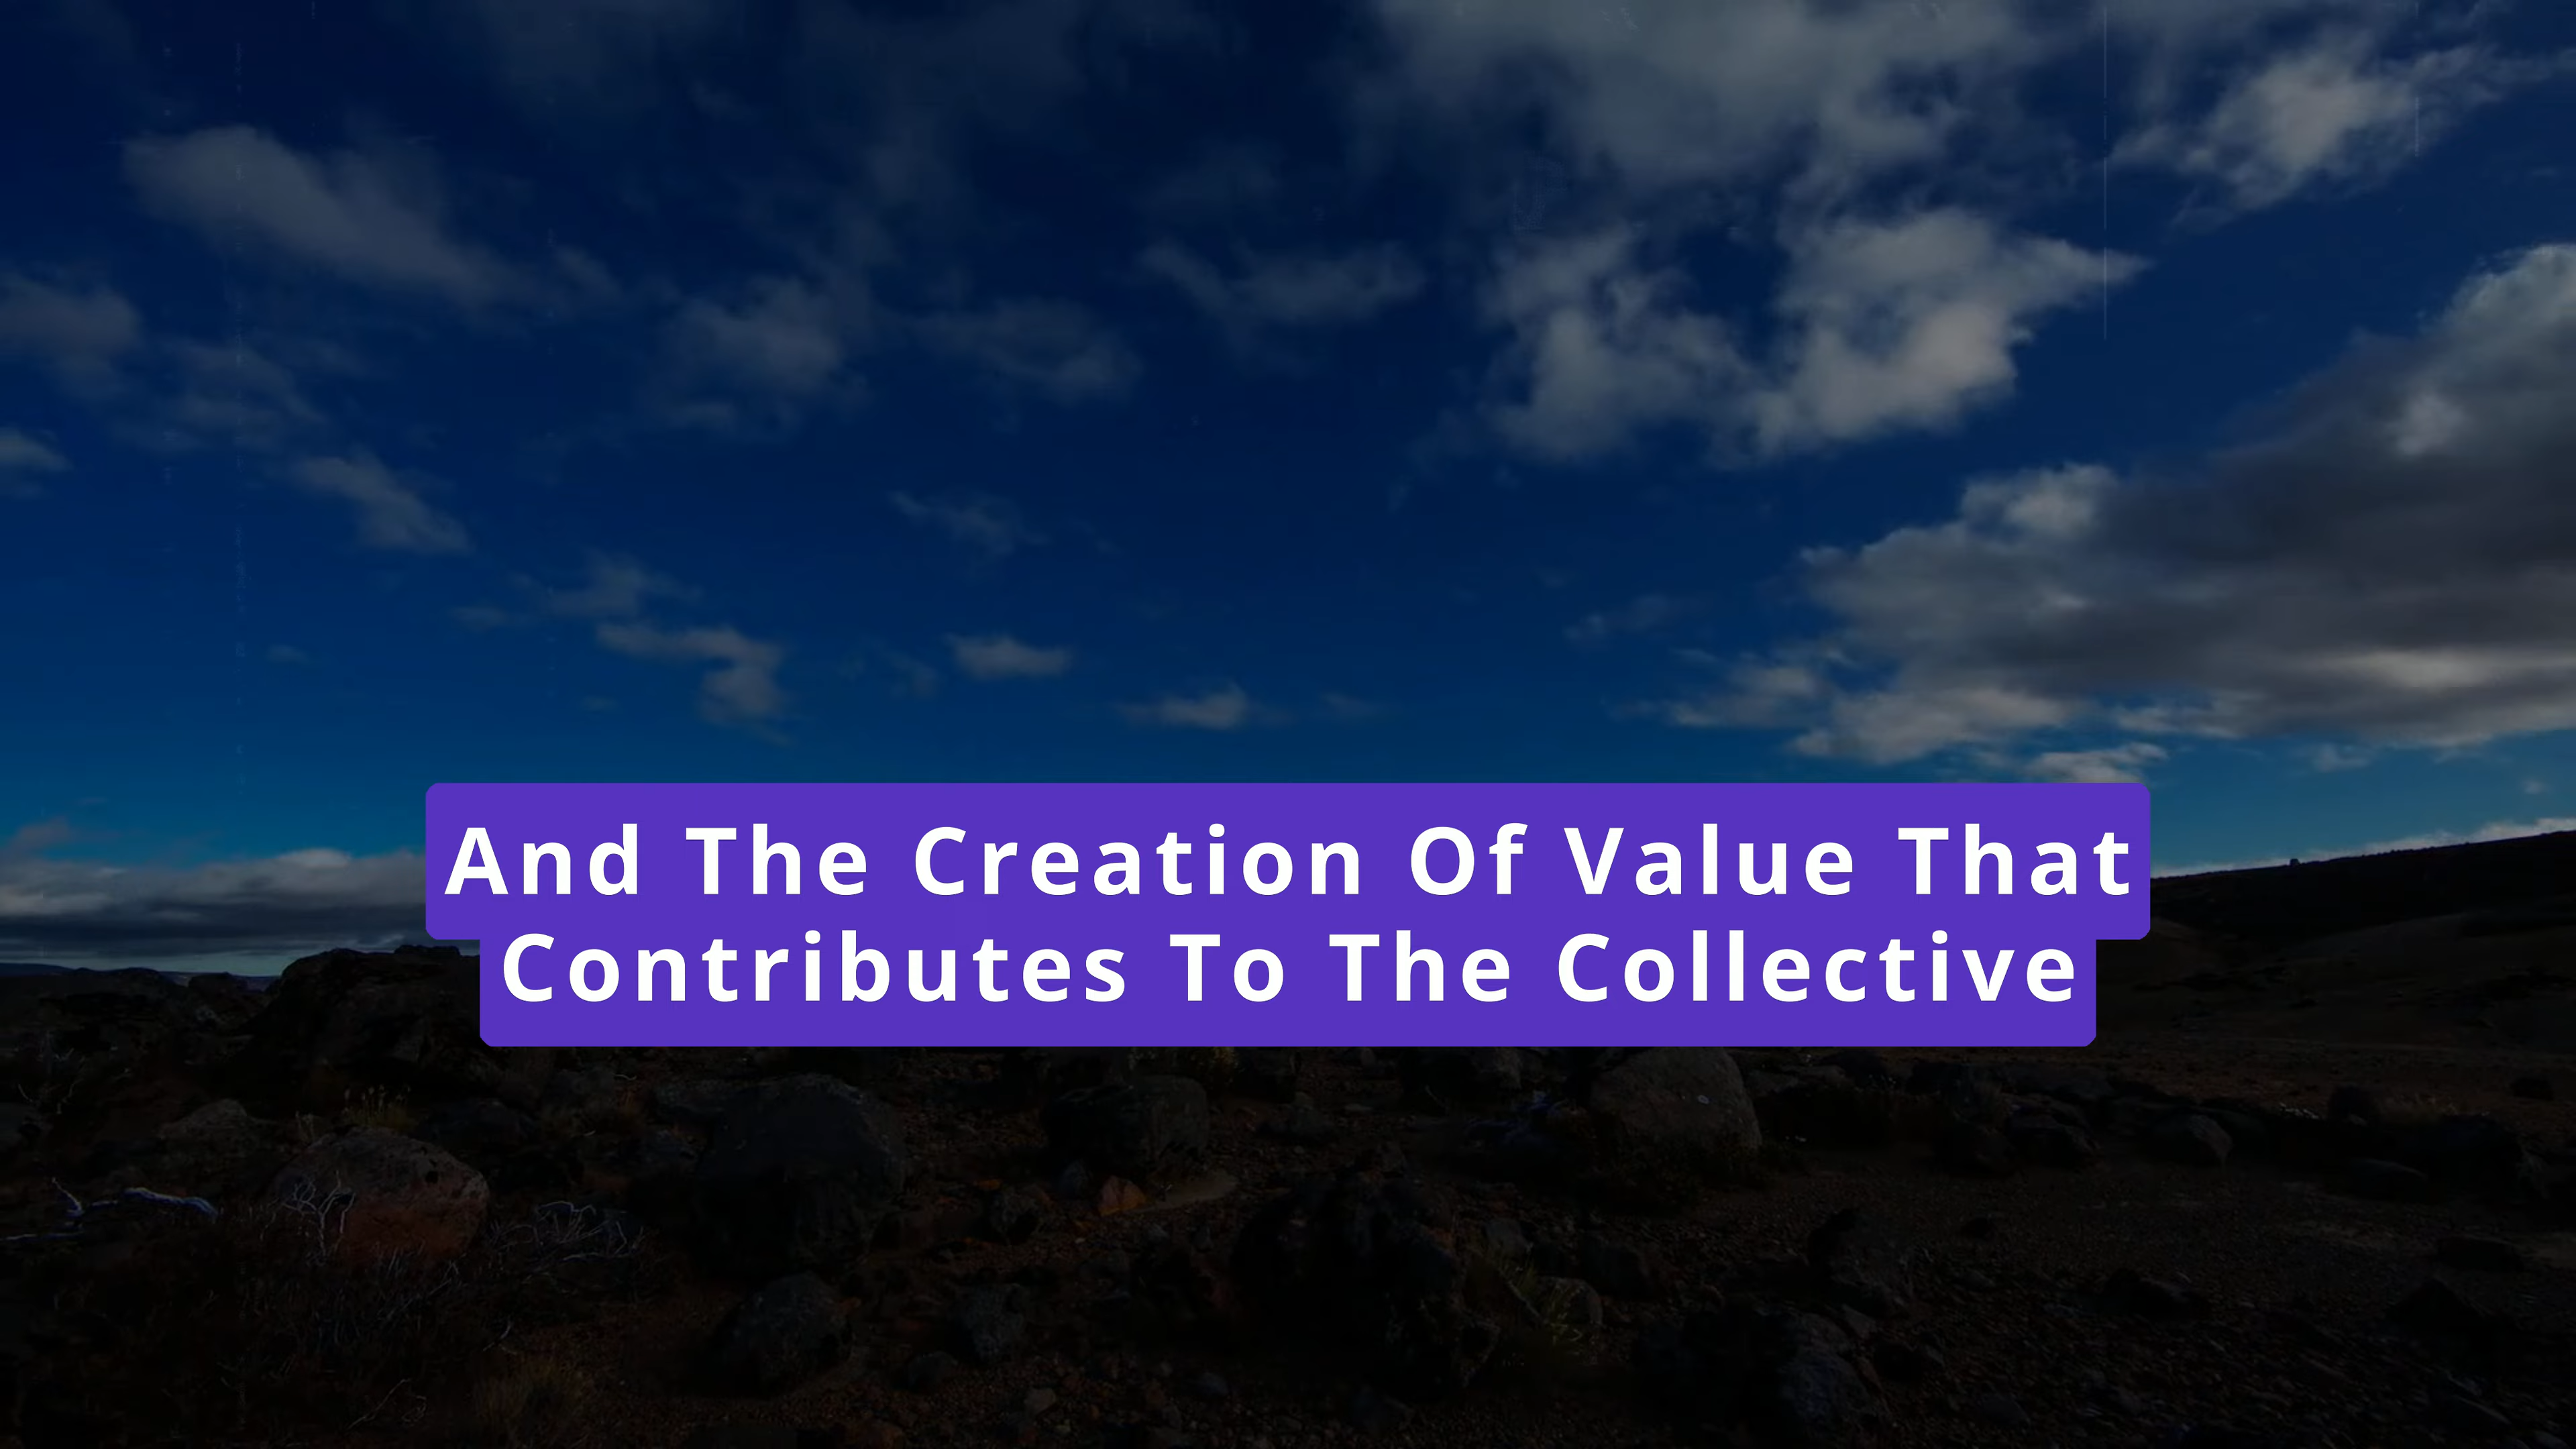 And The Creation Of Value That
Contributes To The Collective